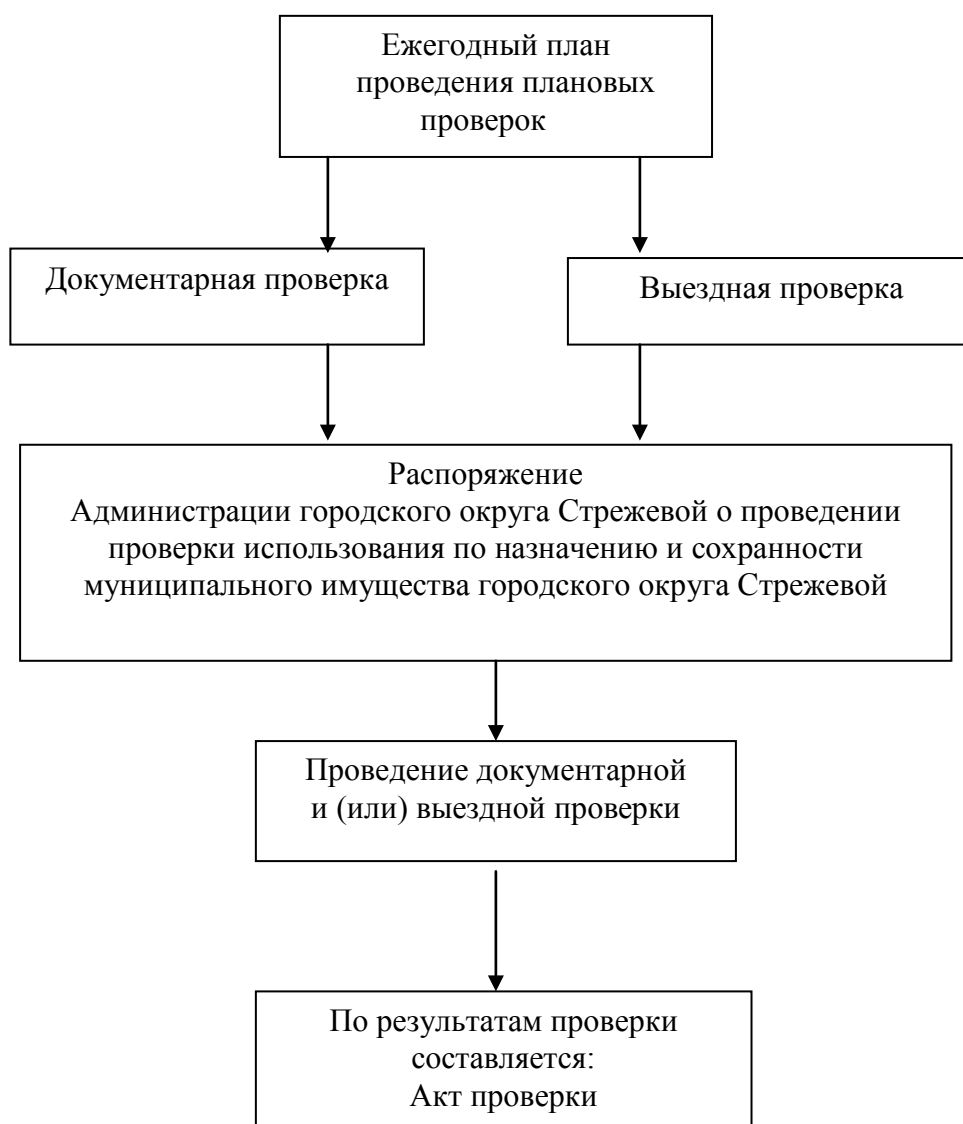 Ежегодный план
проведения плановых
проверок
Документарная проверка
Выездная проверка
Распоряжение
Администрации городского округа Стрежевой о проведении
проверки использования по назначению и сохранности
муниципального имущества городского округа Стрежевой
Проведение документарной
и (или) выездной проверки
По результатам проверки
составляется:
Акт проверки